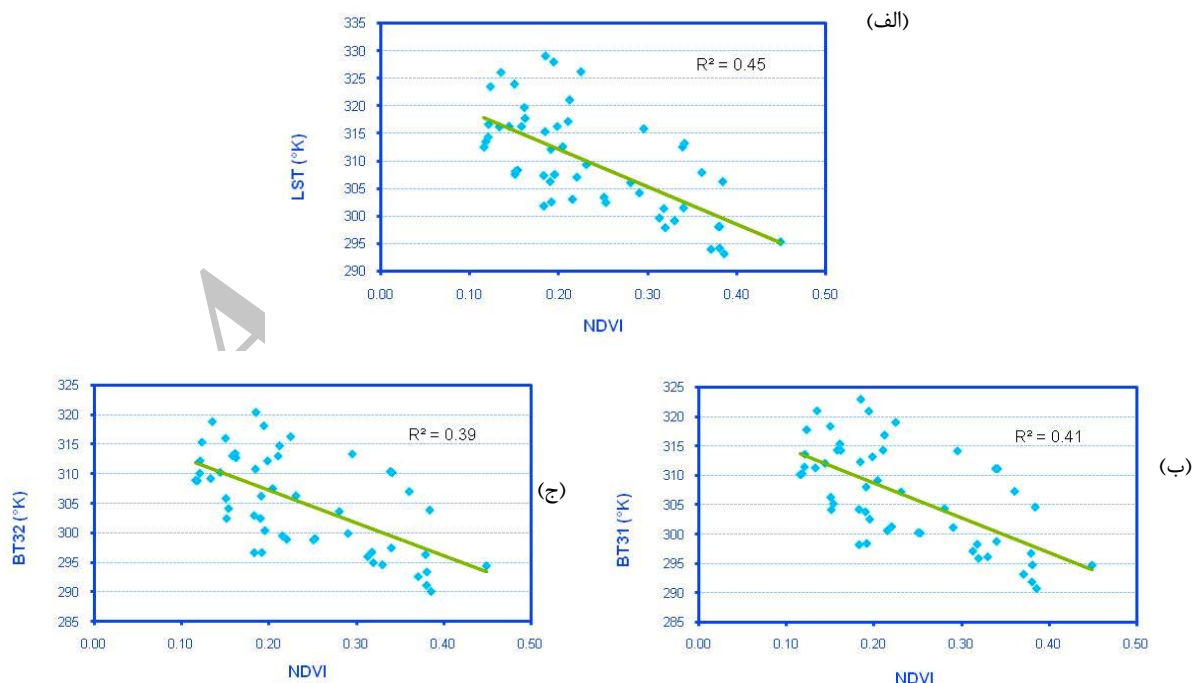 (الف)
R² = 0.45
LST (°K)
335
330
325
320
315
310
305
300
295
290
0.00 0.10 0.20 0.30 0.40 0.50
NDVI
(ب)
R² = 0.41
BT31 (°K)
325
320
315
310
305
300
295
290
285
0.00 0.10 0.20 0.30 0.40 0.50
NDVI
(ج)
R² = 0.39
BT32 (°K)
325
320
315
310
305
300
295
290
285
0.00 0.10 0.20 0.30 0.40 0.50
NDVI